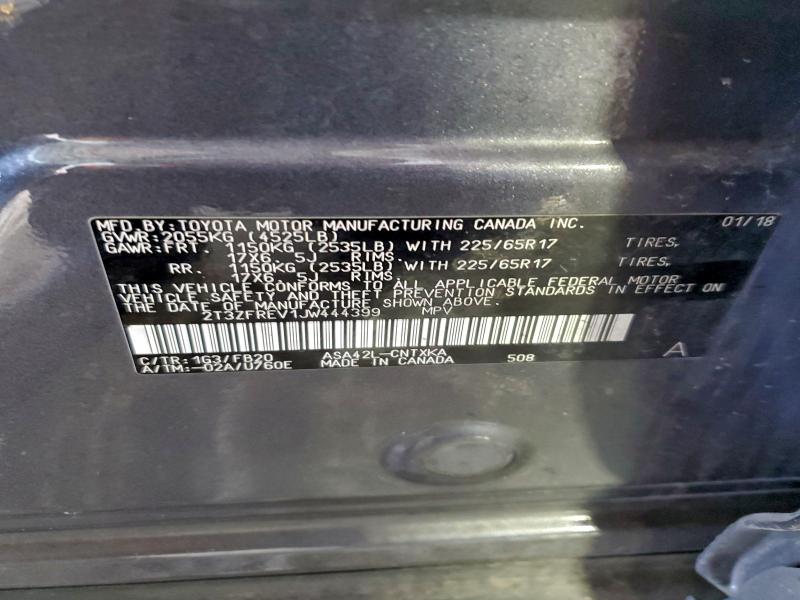 MFD BY:TOYOTA MOTOR MANUFACTURING CANADA INC. 01/18
GVWR:2055KG (4525LB)
GAWR:FRT. 1150KG (2535LB) WITH 225/65R17 TIRES,
17X6.5J RIMS.
RR. 1150KG (2535LB) WITH 225/65R17 TIRES,
17X6.5J RIMS.
THIS VEHICLE CONFORMS TO ALL APPLICABLE FEDERAL MOTOR
VEHICLE SAFETY AND THEFT PREVENTION STANDARDS IN EFFECT ON
THE DATE OF MANUFACTURE SHOWN ABOVE.
2T3ZFREV1JW444399 MPV
C/TR:1G3/FB20 ASA42L-CNTXKA 508 A
A/TM:-02A/U760E MADE IN CANADA